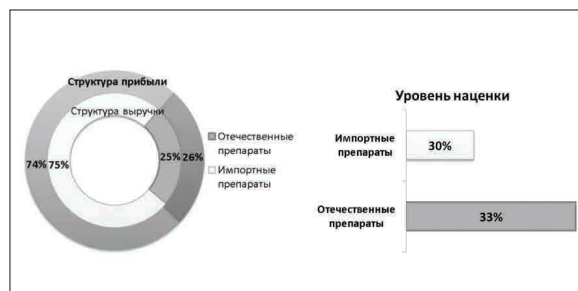 Структура прибыли
Структура выручки
74% 75%
25% 26%
Отечественные
препараты
Импортные
препараты
Уровень наценки
Импортные
препараты
30%
Отечественные
препараты
33%